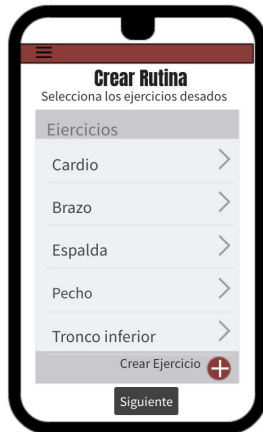 Crear Rutina
Selecciona los ejercicios desados
Ejercicios
Cardio
Brazo
Espalda
Pecho
Tronco inferior
Crear Ejercicio
Siguiente